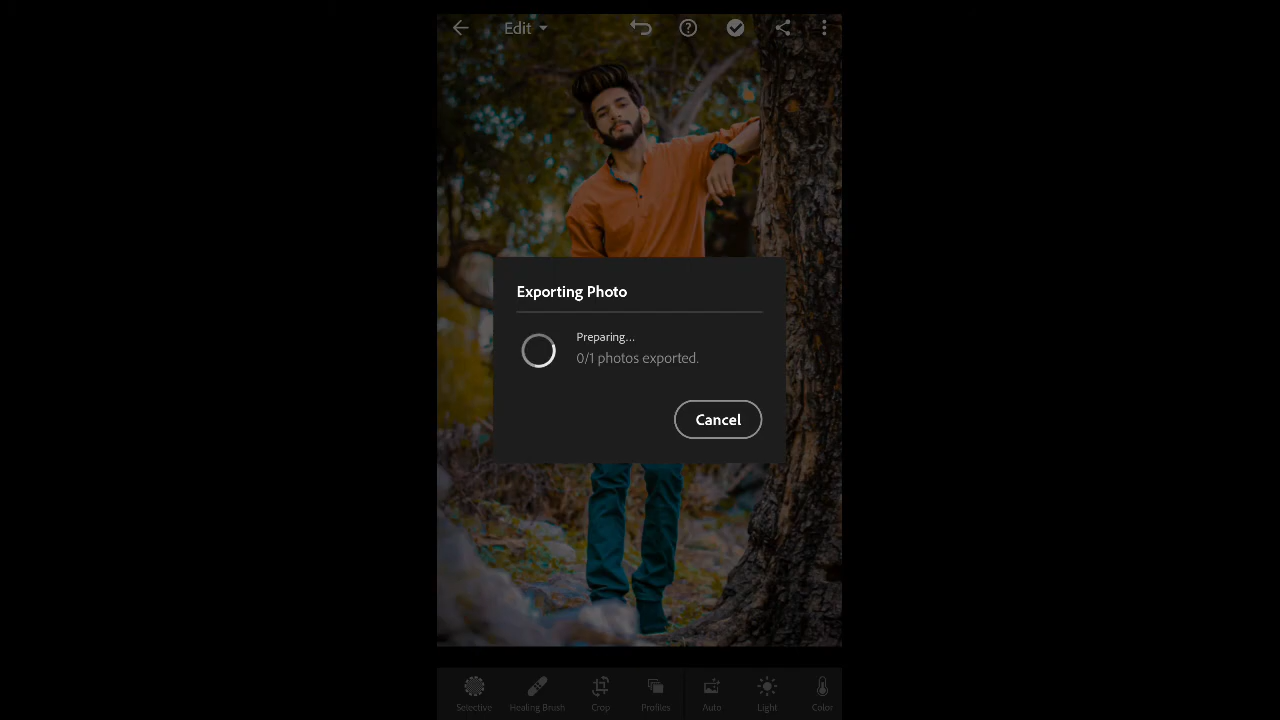 Edit
Exporting Photo
Preparing...
0/1 photos exported.
Cancel
Selective Healing Brush Crop Profiles Auto Light Color